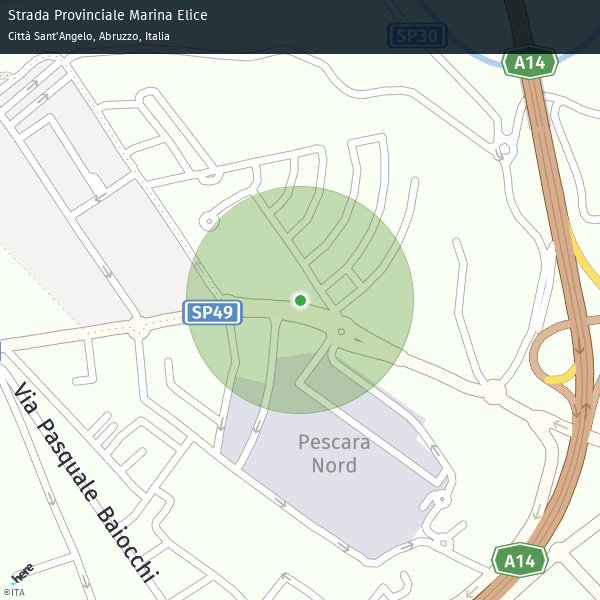 Strada Provinciale Marina Elice
Città Sant'Angelo, Abruzzo, Italia
SP30
A14
SP49
Via Pasquale Baiocchi
Pescara
Nord
A14
here
©ITA